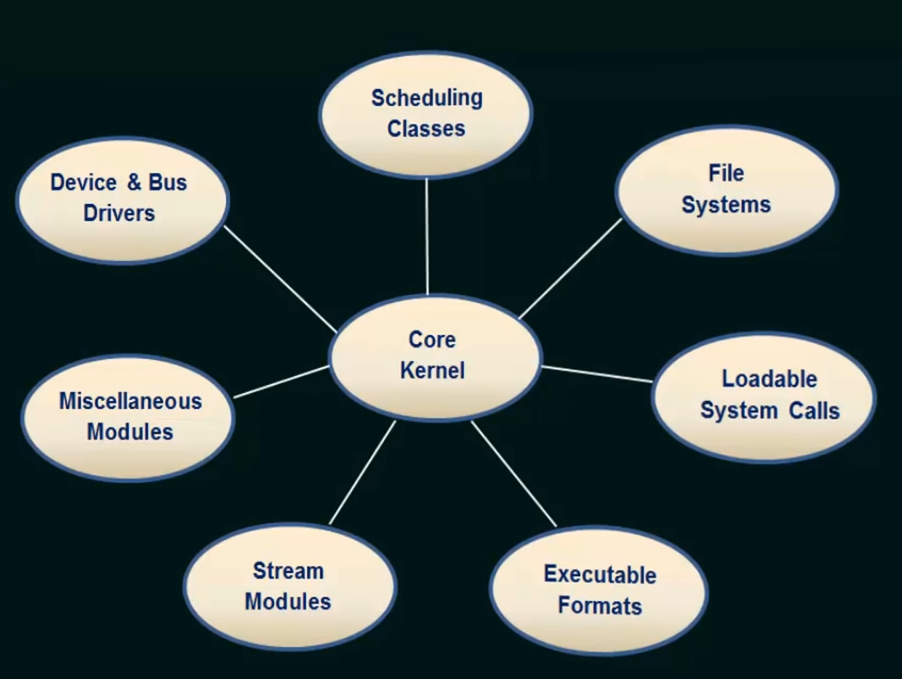 Scheduling
Classes
File
Systems
Device & Bus
Drivers
Core
Kernel
Loadable
System Calls
Miscellaneous
Modules
Stream
Modules
Executable
Formats